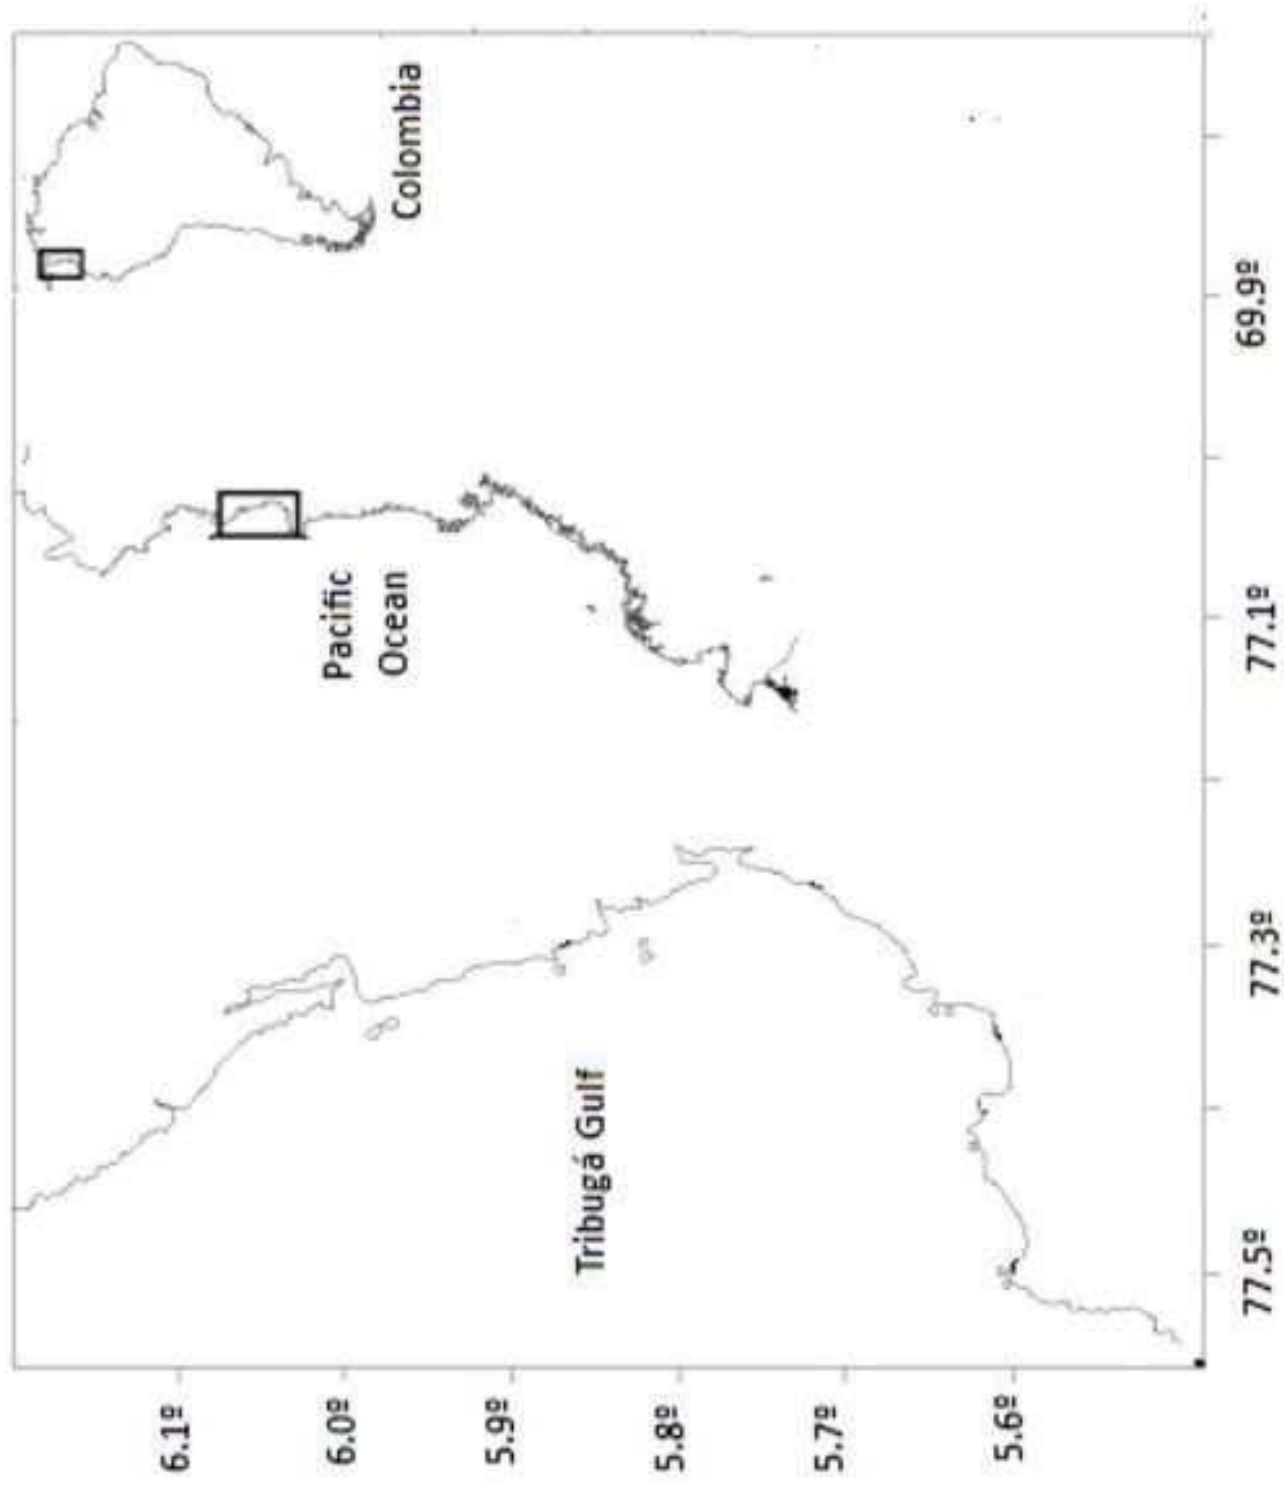 Colombia
Pacific
Ocean
Tribugá Gulf
6.1º
6.0º
5.9º
5.8º
5.7º
5.6º
77.5º
77.3º
77.1º
69.9º